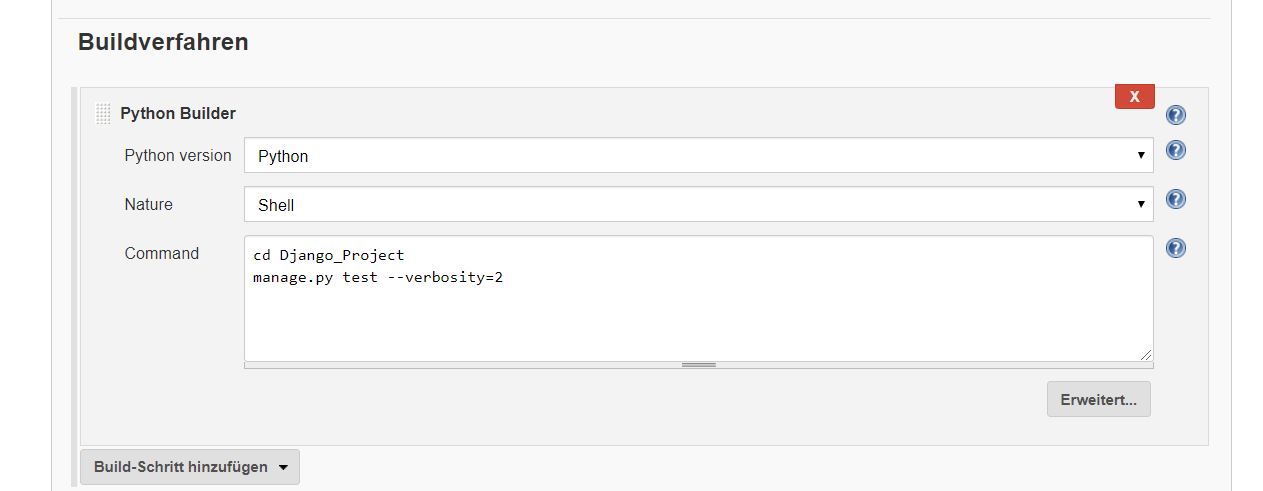 Buildverfahren
X
Python Builder
Python version
Python
Nature
Shell
Command
cd Django_Project
manage.py test --verbosity=2
Erweitert...
Build-Schritt hinzufügen